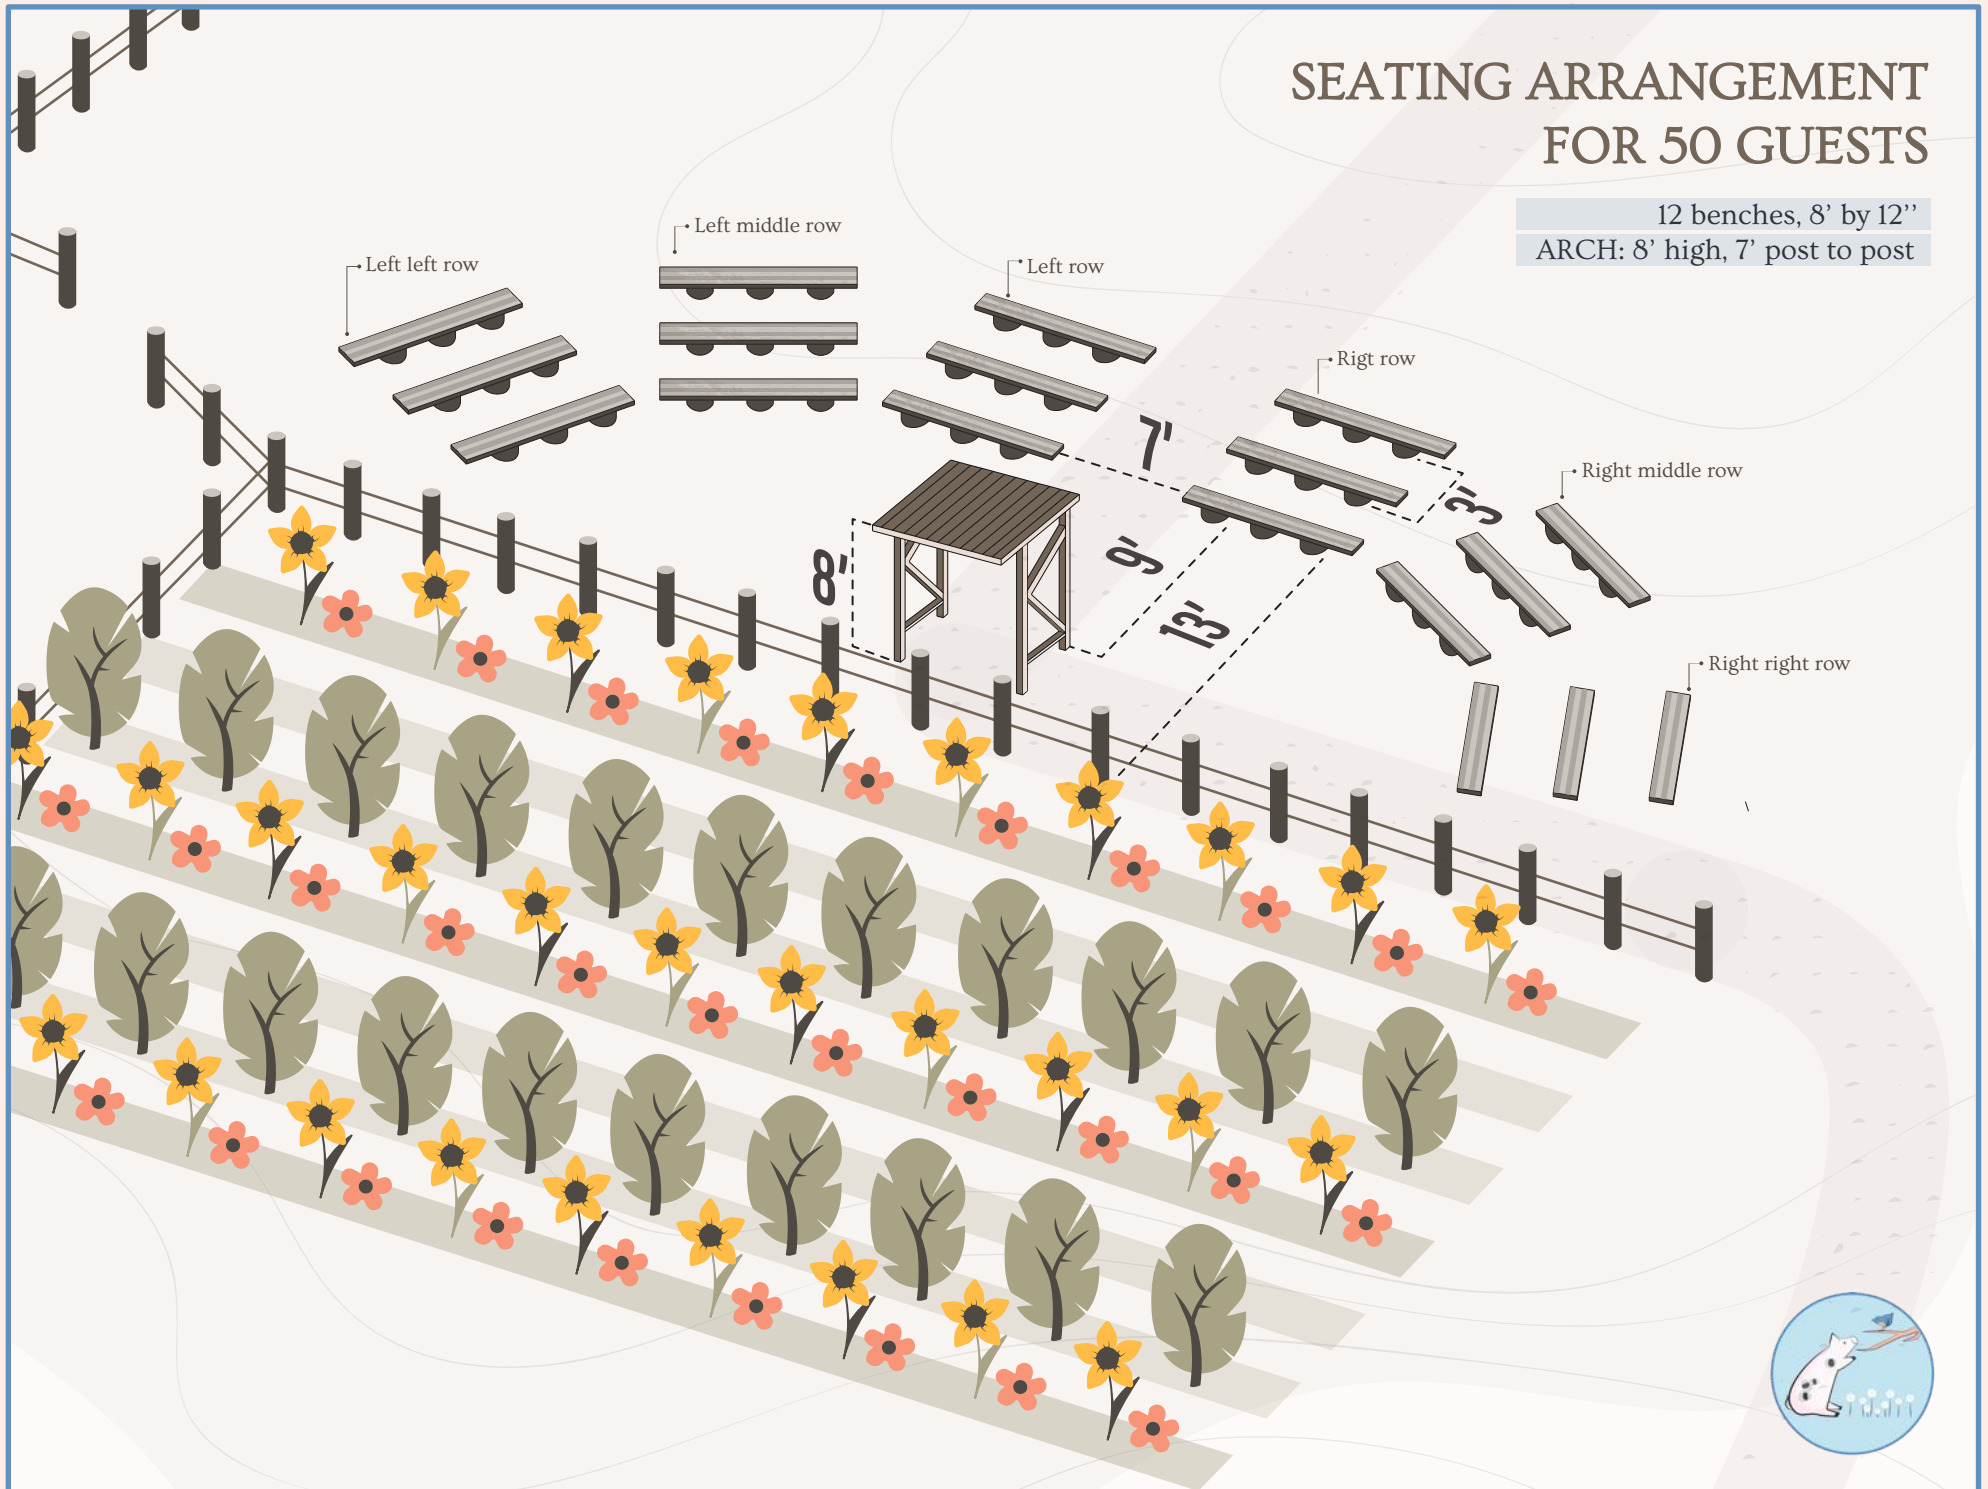 SEATING ARRANGEMENT
FOR 50 GUESTS
12 benches, 8’ by 12’’
ARCH: 8’ high, 7’ post to post
Left middle row
Left left row
Left row
Rigt row
7'
Right middle row
3'
9'
8'
13'
Right right row